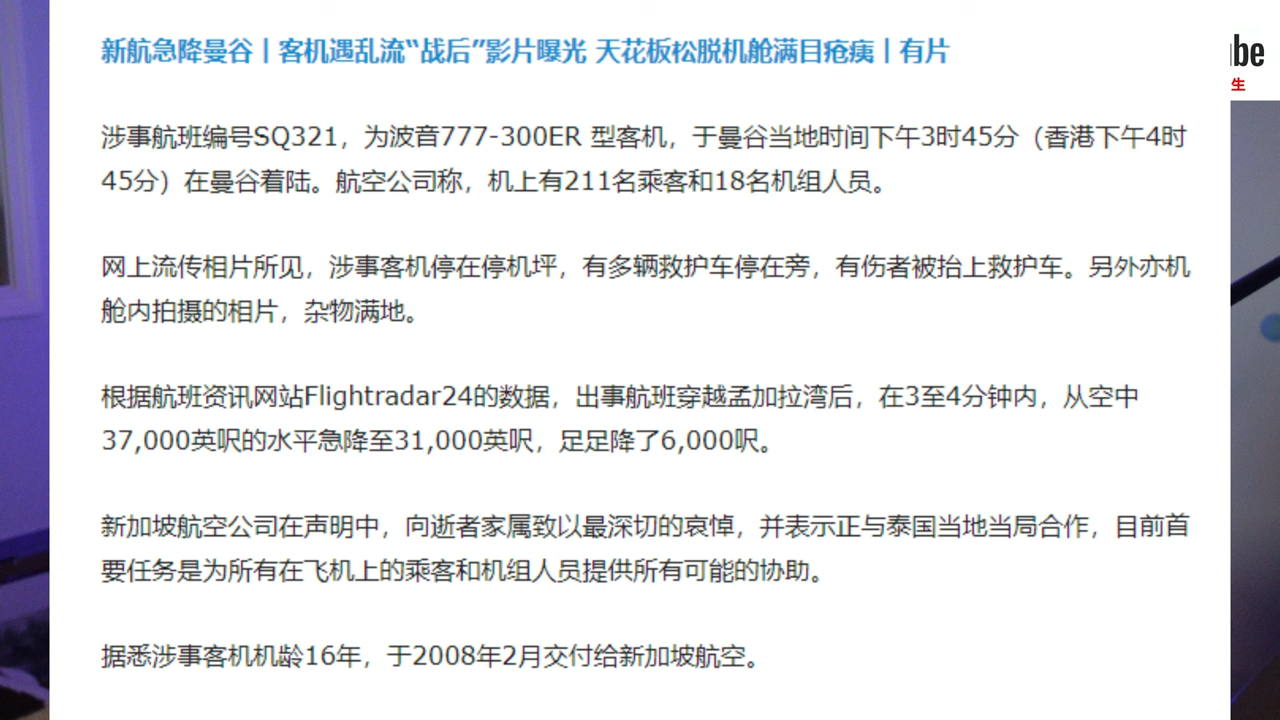 新航急降曼谷丨客机遇乱流“战后”影片曝光 天花板松脱机舱满目疮痍丨有片
be
生
涉事航班编号SQ321，为波音777-300ER 型客机，于曼谷当地时间下午3时45分（香港下午4时
45分）在曼谷着陆。航空公司称，机上有211名乘客和18名机组人员。
网上流传相片所见，涉事客机停在停机坪，有多辆救护车停在旁，有伤者被抬上救护车。另外亦机
舱内拍摄的相片，杂物满地。
根据航班资讯网站Flightradar24的数据，出事航班穿越孟加拉湾后，在3至4分钟内，从空中
37,000英呎的水平急降至31,000英呎，足足降了6,000呎。
新加坡航空公司在声明中，向逝者家属致以最深切的哀悼，并表示正与泰国当地当局合作，目前首
要任务是为所有在飞机上的乘客和机组人员提供所有可能的协助。
据悉涉事客机机龄16年，于2008年2月交付给新加坡航空。